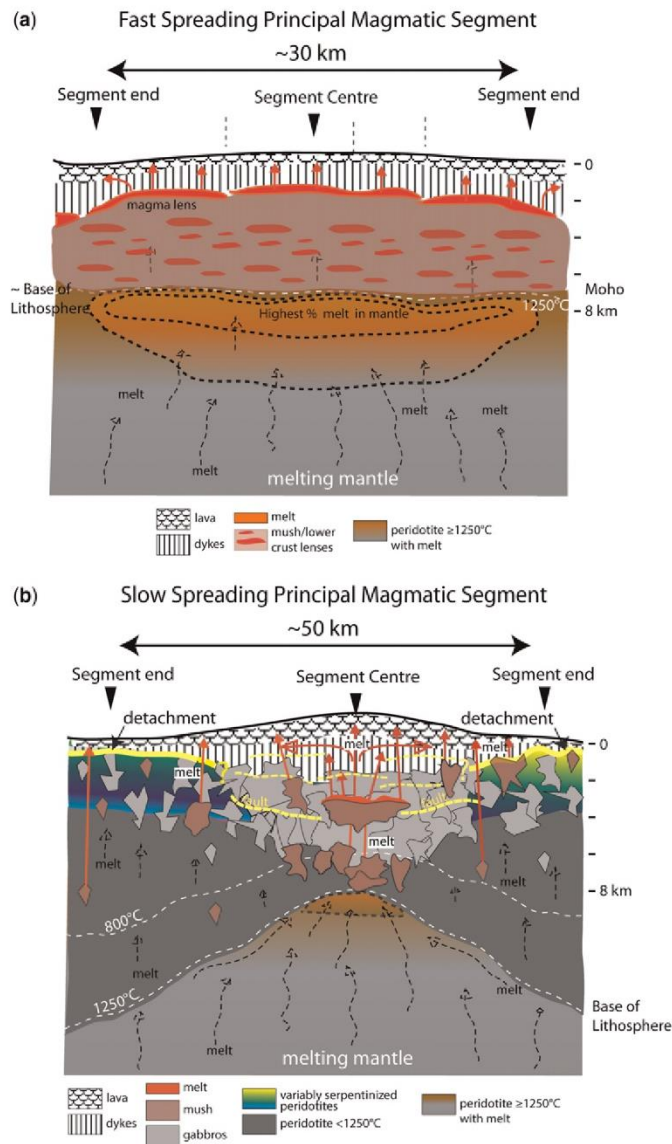 (a) Fast Spreading Principal Magmatic Segment
~30 km
Segment end Segment Centre Segment end
0
magma lens
~ Base of
Lithosphere
Moho
1250°C
8 km
Highest % melt in mantle
melt melt melt
melt
melting mantle
lava melt
dykes mush/lower
crust lenses
peridotite ≥1250°C
with melt
(b) Slow Spreading Principal Magmatic Segment
~50 km
Segment end Segment Centre Segment end
detachment detachment
0
melt melt
melt
fault fault
melt
melt melt
8 km
800°C
melt
1250°C
melt
Base of
Lithosphere
melt
melting mantle
lava melt variably serpentinized
peridotites
peridotite ≥1250°C
with melt
dykes mush peridotite <1250°C
gabbros